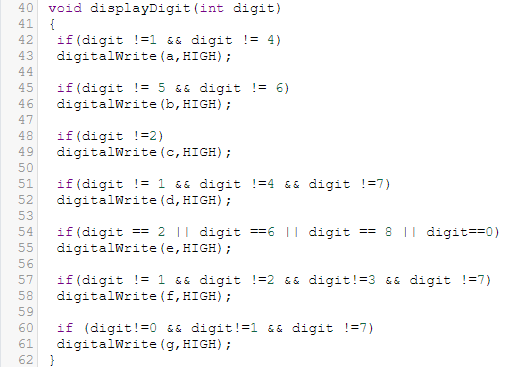 40 void displayDigit(int digit)
41 {
42  if(digit !=1 && digit != 4)
43  digitalWrite(a,HIGH);
44
45  if(digit != 5 && digit != 6)
46  digitalWrite(b,HIGH);
47
48  if(digit !=2)
49  digitalWrite(c,HIGH);
50
51  if(digit != 1 && digit !=4 && digit !=7)
52  digitalWrite(d,HIGH);
53
54  if(digit == 2 || digit ==6 || digit == 8 || digit==0)
55  digitalWrite(e,HIGH);
56
57  if(digit != 1 && digit !=2 && digit!=3 && digit !=7)
58  digitalWrite(f,HIGH);
59
60  if (digit!=0 && digit!=1 && digit !=7)
61  digitalWrite(g,HIGH);
62 }